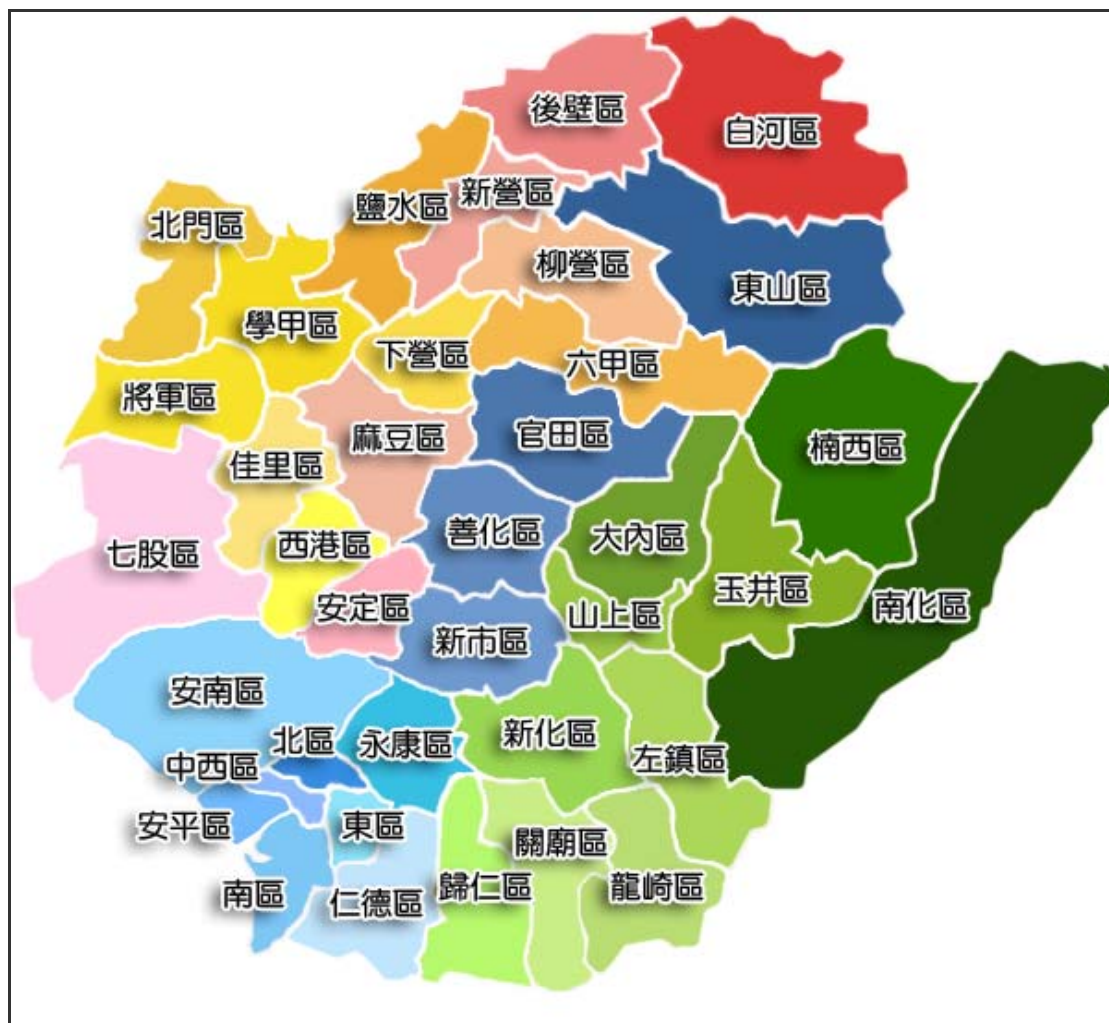 後壁區
白河區
新營區
鹽水區
北門區
柳營區
東山區
學甲區
下營區
六甲區
將軍區
麻豆區
官田區
楠西區
佳里區
善化區
大內區
西港區
七股區
玉井區
南化區
安定區
山上區
新市區
安南區
北區
永康區
新化區
左鎮區
中西區
安平區
東區
關廟區
南區
仁德區
歸仁區
龍崎區